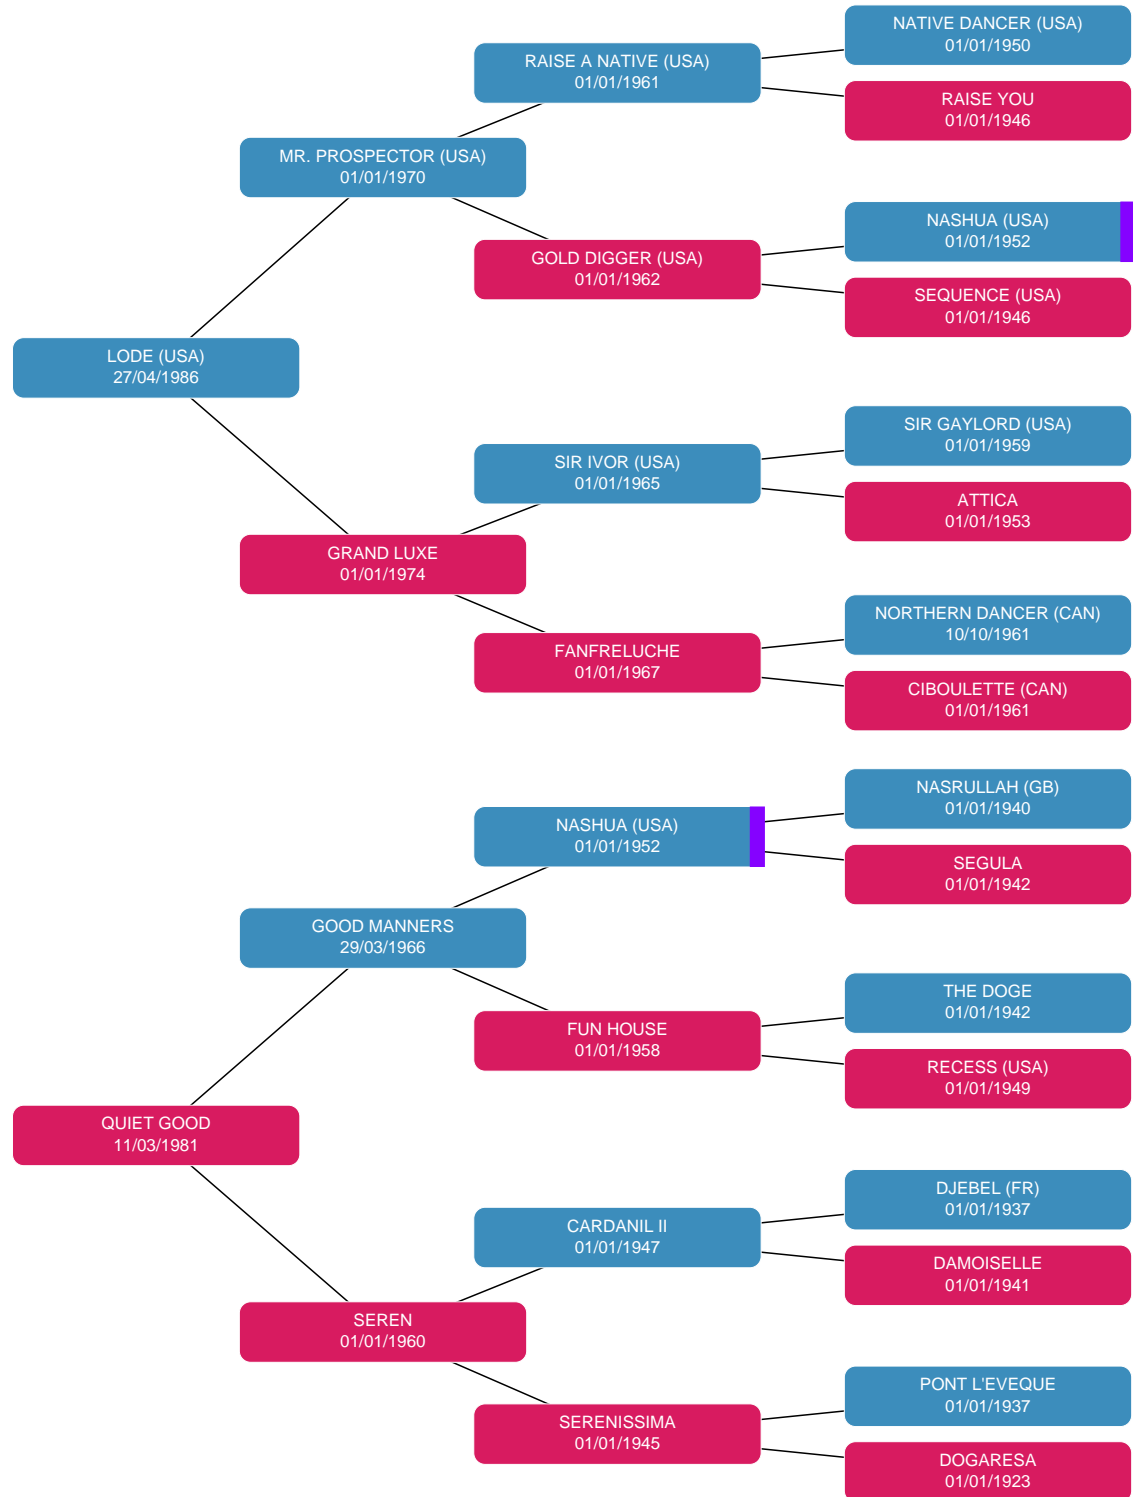 NATIVE DANCER (USA)
01/01/1950
RAISE A NATIVE (USA)
01/01/1961
RAISE YOU
01/01/1946
MR. PROSPECTOR (USA)
01/01/1970
NASHUA (USA)
01/01/1952
GOLD DIGGER (USA)
01/01/1962
SEQUENCE (USA)
01/01/1946
LODE (USA)
27/04/1986
SIR GAYLORD (USA)
01/01/1959
SIR IVOR (USA)
01/01/1965
ATTICA
01/01/1953
GRAND LUXE
01/01/1974
NORTHERN DANCER (CAN)
10/10/1961
FANFRELUCHE
01/01/1967
CIBOULETTE (CAN)
01/01/1961
NASRULLAH (GB)
01/01/1940
NASHUA (USA)
01/01/1952
SEGULA
01/01/1942
GOOD MANNERS
29/03/1966
THE DOGE
01/01/1942
FUN HOUSE
01/01/1958
RECESS (USA)
01/01/1949
QUIET GOOD
11/03/1981
DJEBEL (FR)
01/01/1937
CARDANIL II
01/01/1947
DAMOISELLE
01/01/1941
SEREN
01/01/1960
PONT L'EVEQUE
01/01/1937
SERENISSIMA
01/01/1945
DOGARESA
01/01/1923